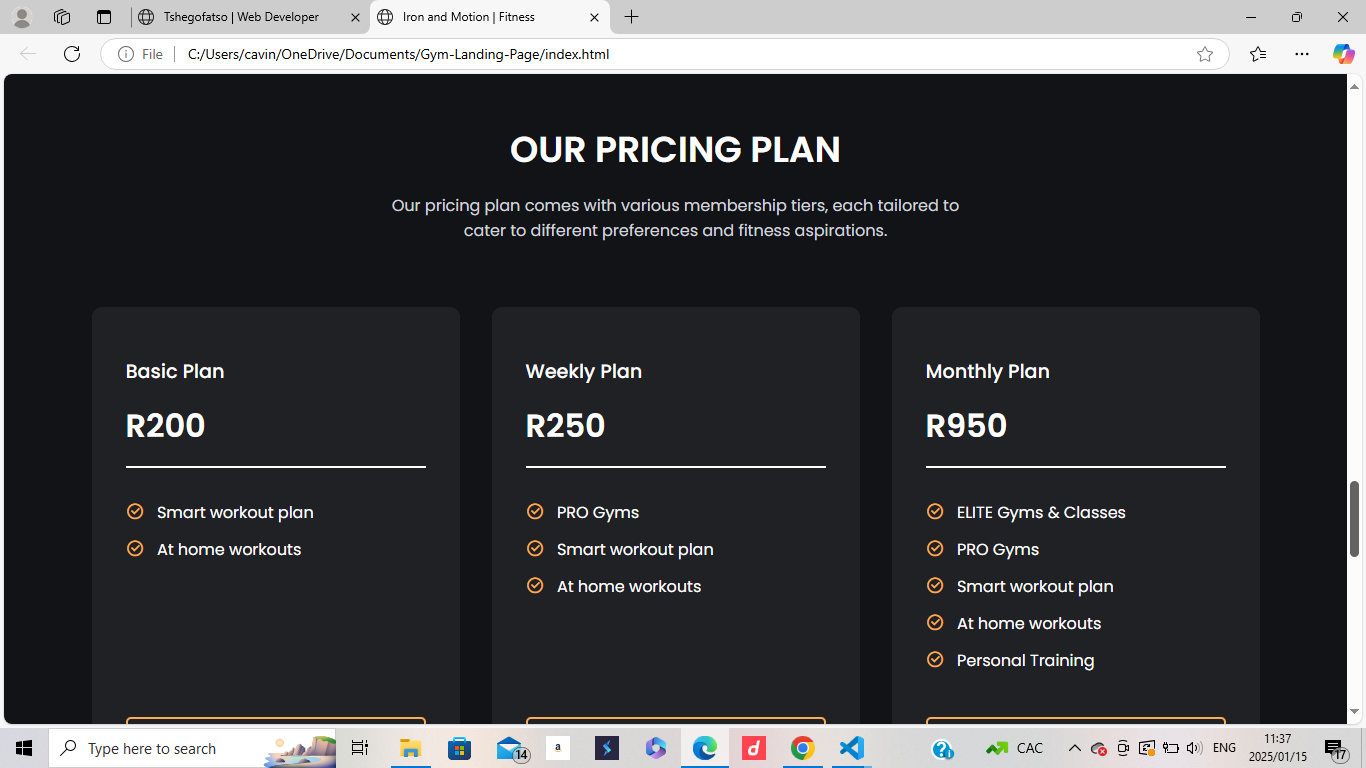 Tshegofatso | Web Developer
Iron and Motion | Fitness
File
C:/Users/cavin/OneDrive/Documents/Gym-Landing-Page/index.html
OUR PRICING PLAN
Our pricing plan comes with various membership tiers, each tailored to
cater to different preferences and fitness aspirations.
Basic Plan
R200
Smart workout plan
At home workouts
Weekly Plan
R250
PRO Gyms
Smart workout plan
At home workouts
Monthly Plan
R950
ELITE Gyms & Classes
PRO Gyms
Smart workout plan
At home workouts
Personal Training
Type here to search
14
a
d
CAC
ENG
11:37
2025/01/15
17